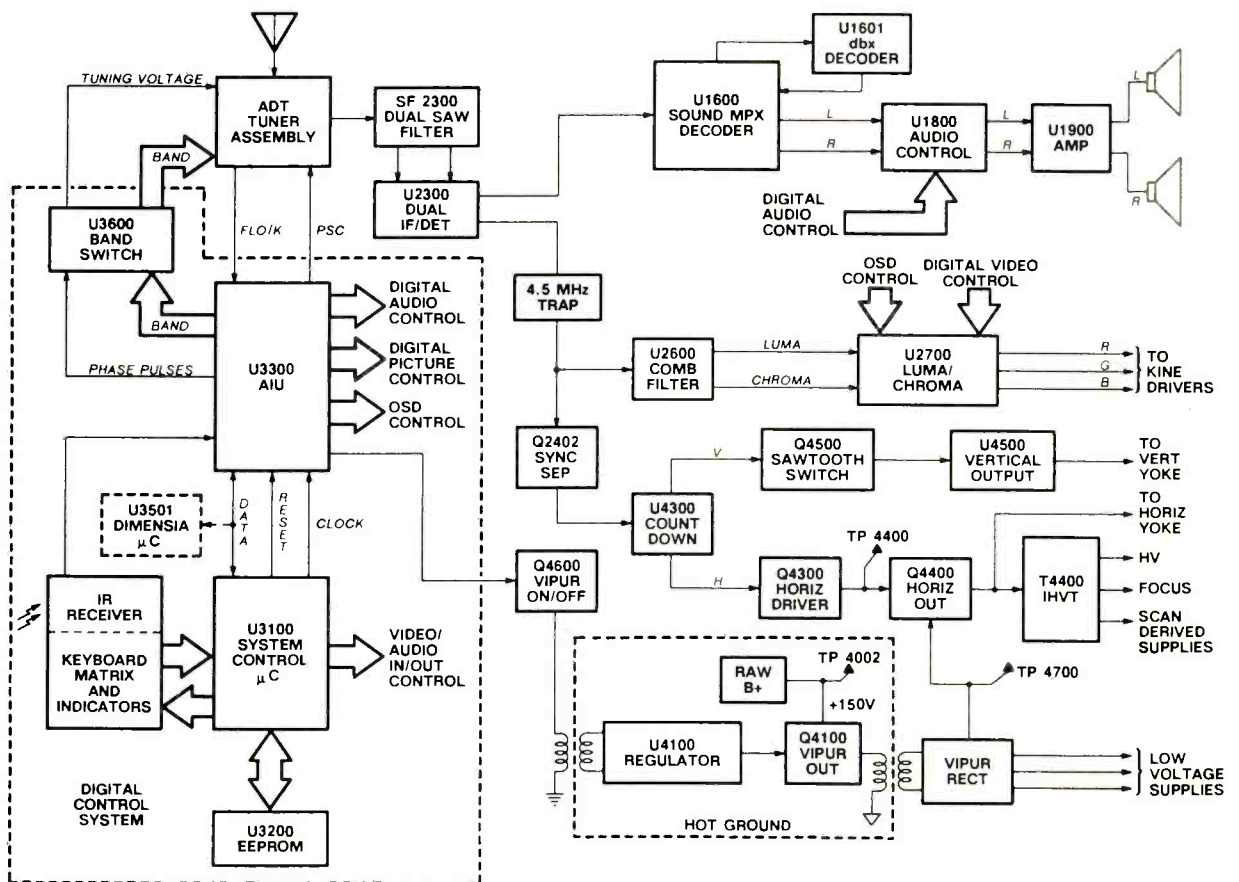 TUNING VOLTAGE
ADT
TUNER
ASSEMBLY
BAND
SF 2300
DUAL SAW
FILTER
U2300
DUAL
IF/DET
U1601
dbx
DECODER
U1600
SOUND MPX
DECODER
L
R
U1800
AUDIO
CONTROL
L
R
U1900
AMP
L
R
DIGITAL
AUDIO
CONTROL
U3600
BAND
SWITCH
FLO/K
PSC
BAND
PHASE PULSES
U3300
AIU
DIGITAL
AUDIO
CONTROL
DIGITAL
PICTURE
CONTROL
OSD
CONTROL
4.5 MHz
TRAP
OSD
CONTROL
DIGITAL VIDEO
CONTROL
U2600
COMB
FILTER
LUMA
CHROMA
U2700
LUMA/
CHROMA
R
G
B
TO
KINE
DRIVERS
Q2402
SYNC
SEP
V
Q4500
SAWTOOTH
SWITCH
U4500
VERTICAL
OUTPUT
TO
VERT
YOKE
U4300
COUNT
DOWN
TO
HORIZ
YOKE
H
Q4300
HORIZ
DRIVER
TP 4400
Q4400
HORIZ
OUT
T4400
IHVT
HV
FOCUS
SCAN
DERIVED
SUPPLIES
U3501
DIMENSIA
µC
DATA
RESET
CLOCK
Q4600
VIPUR
ON/OFF
IR
RECEIVER
KEYBOARD
MATRIX
AND
INDICATORS
U3100
SYSTEM
CONTROL
µC
VIDEO/
AUDIO
IN/OUT
CONTROL
RAW
B+
TP 4002
+150V
TP 4700
U4100
REGULATOR
Q4100
VIPUR
OUT
VIPUR
RECT
LOW
VOLTAGE
SUPPLIES
HOT GROUND
DIGITAL
CONTROL
SYSTEM
U3200
EEPROM